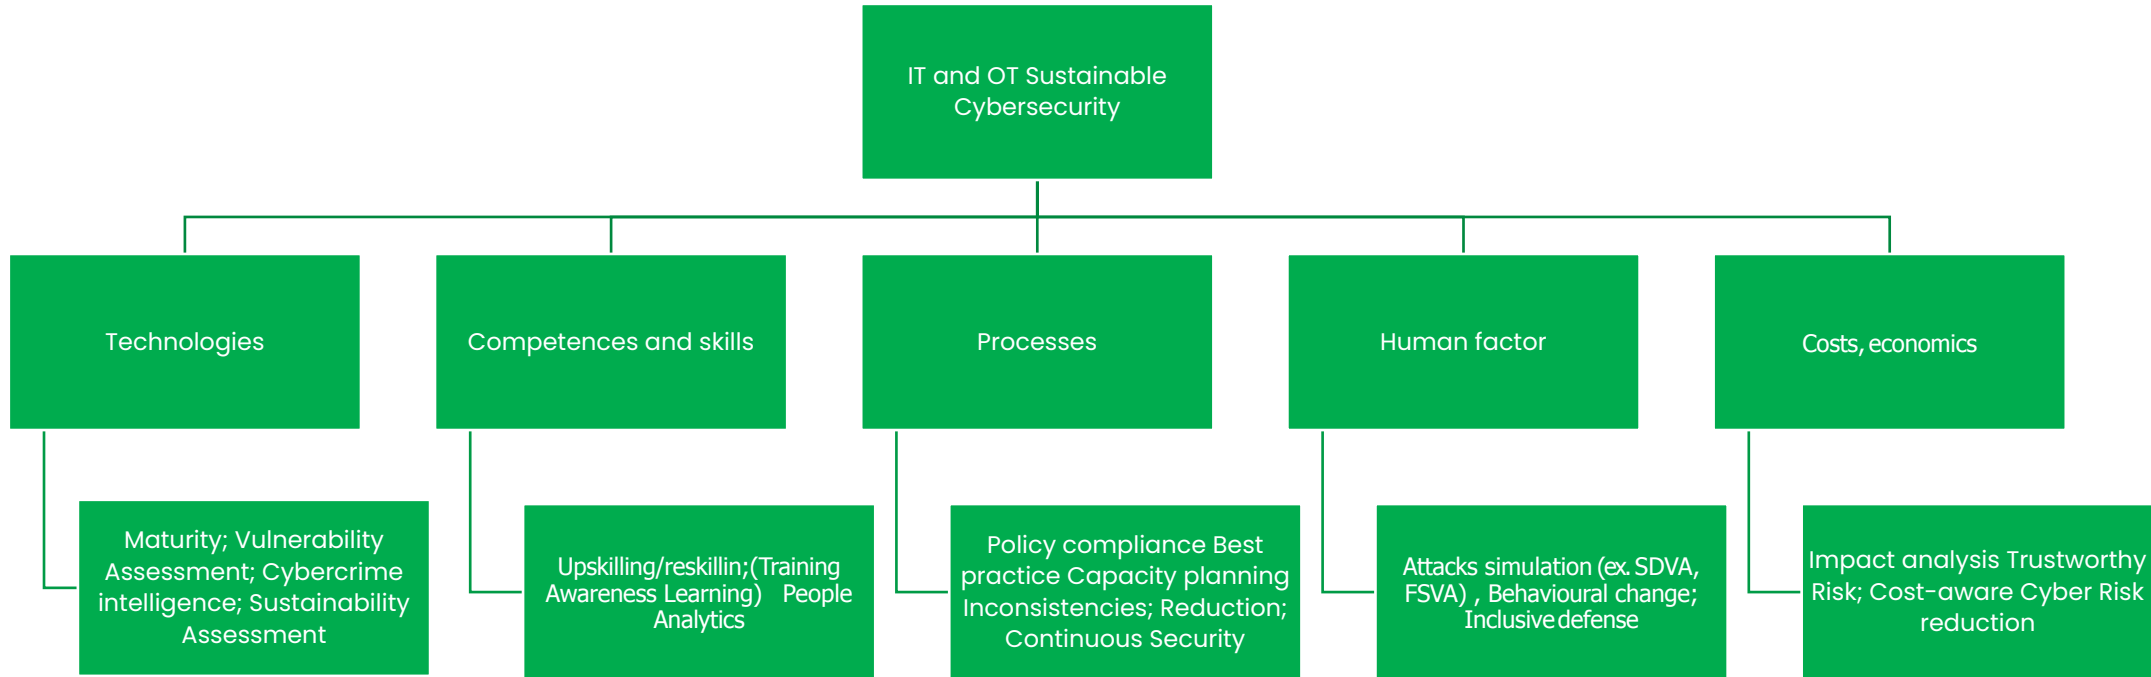 IT and OT Sustainable
Cybersecurity
Technologies
Competences and skills
Processes
Human factor
Costs, economics
Maturity; Vulnerability
Assessment; Cybercrime
intelligence; Sustainability
Assessment
Upskilling/reskillin;(Training
Awareness Learning) People
Analytics
Policy compliance Best
practice Capacity planning
Inconsistencies; Reduction;
Continuous Security
Attacks simulation (ex. SDVA,
FSVA) , Behavioural change;
Inclusive defense
Impact analysis Trustworthy
Risk; Cost-aware Cyber Risk
reduction